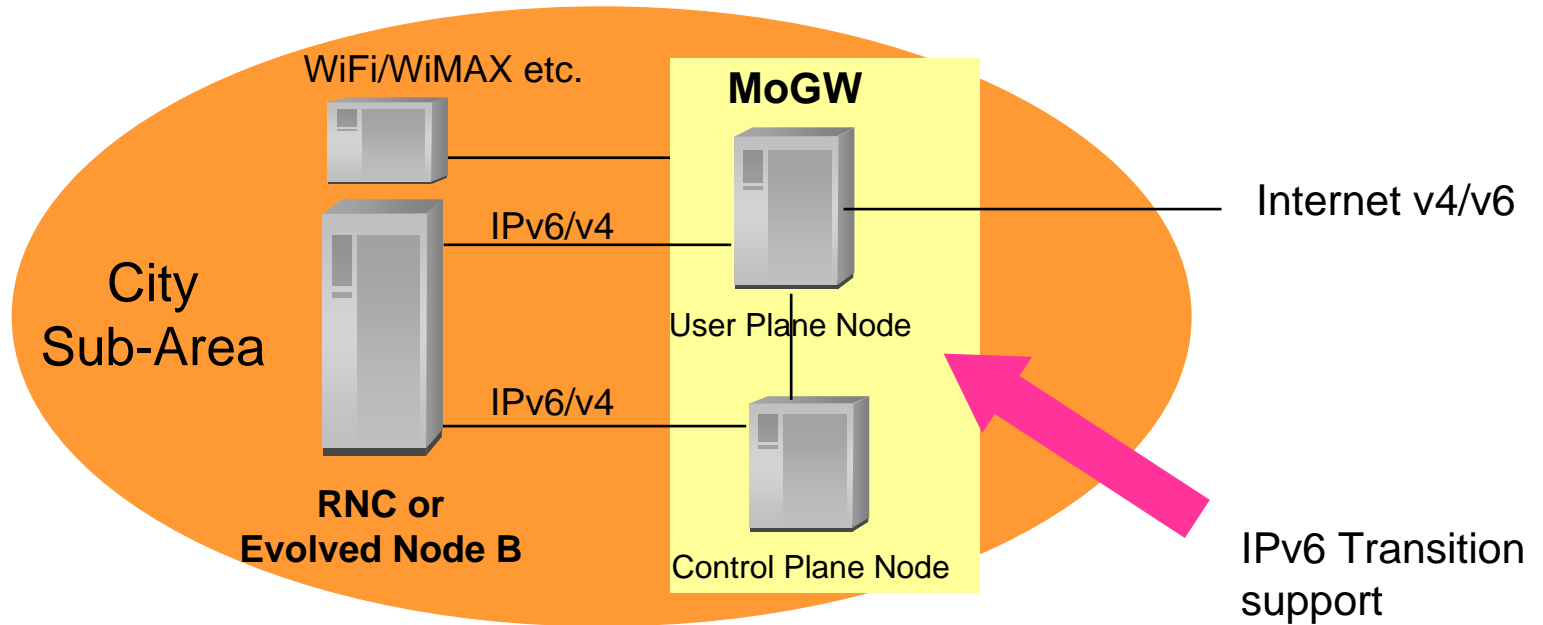 WiFi/WiMAX etc.
MoGW
Internet v4/v6
IPv6/v4
City
Sub-Area
User Plane Node
IPv6/v4
RNC or
Evolved Node B
Control Plane Node
IPv6 Transition
support